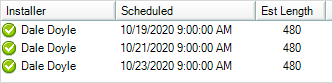 Installer Scheduled Est Length
Dale Doyle 10/19/2020 9:00:00 AM 480
Dale Doyle 10/21/2020 9:00:00 AM 480
Dale Doyle 10/23/2020 9:00:00 AM 480